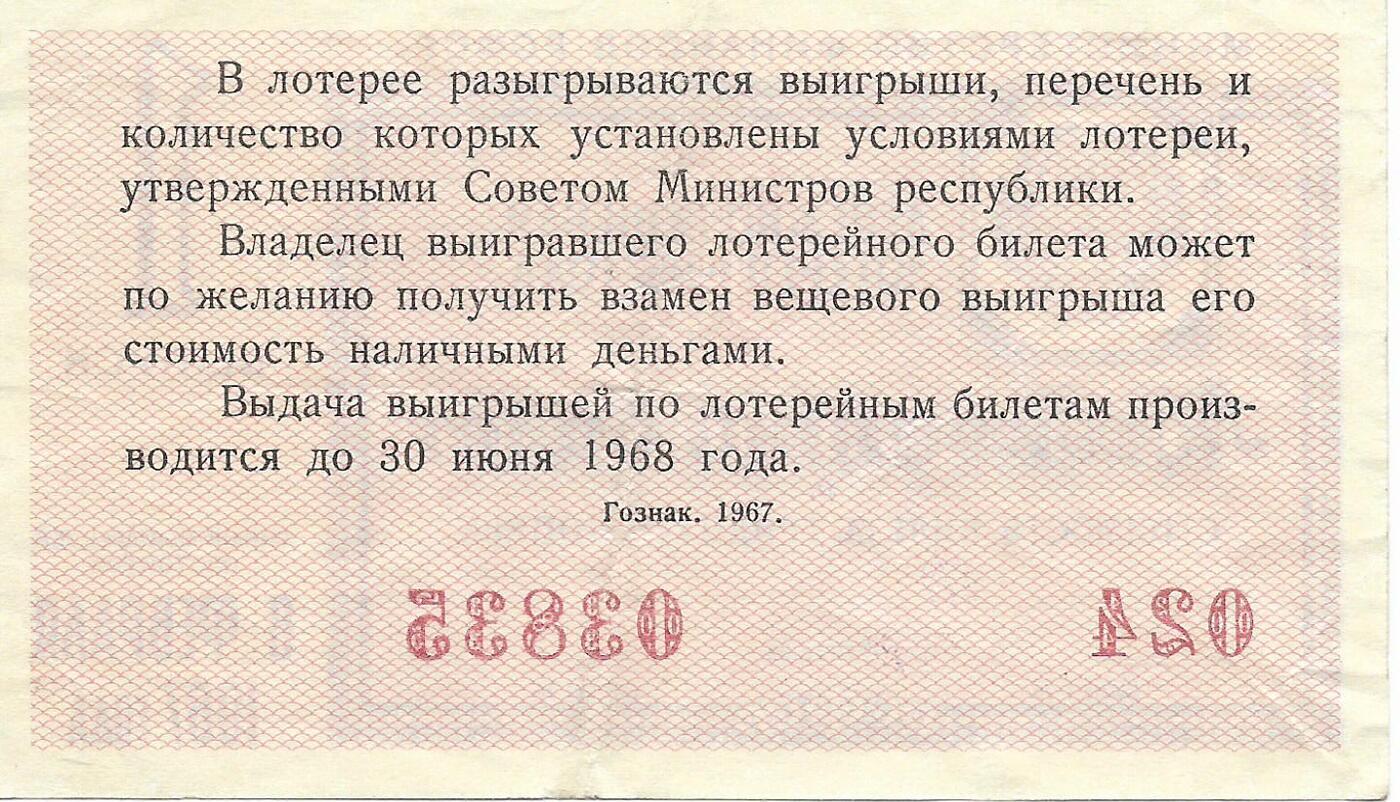 В лотерее разыгрываются выигрыши, перечень и
количество которых установлены условиями лотереи,
утвержденными Советом Министров республики.
Владелец выигравшего лотерейного билета может
по желанию получить взамен вещевого выигрыша его
стоимость наличными деньгами.
Выдача выигрышей по лотерейным билетам произ-
водится до 30 июня 1968 года.
Гознак. 1967.
03835 024